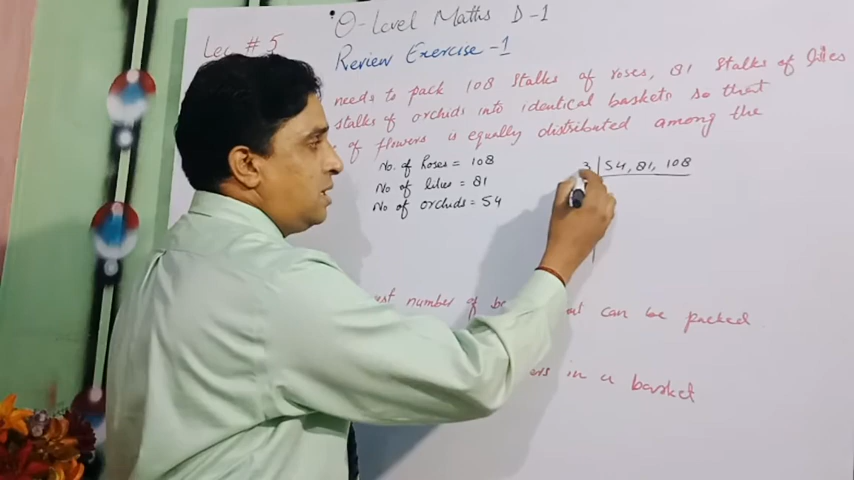 O-Level Maths D-1
Lec # 5
Review Exercise-1
needs to pack 108 stalks of roses, 81 stalks of lilies
stalks of orchids into identical baskets so that
of flowers is equally distributed among the
No. of Roses = 108
No of lilies = 81
No. of orchids = 54
3 | 54, 81, 108
number of
can be packed
in a basket